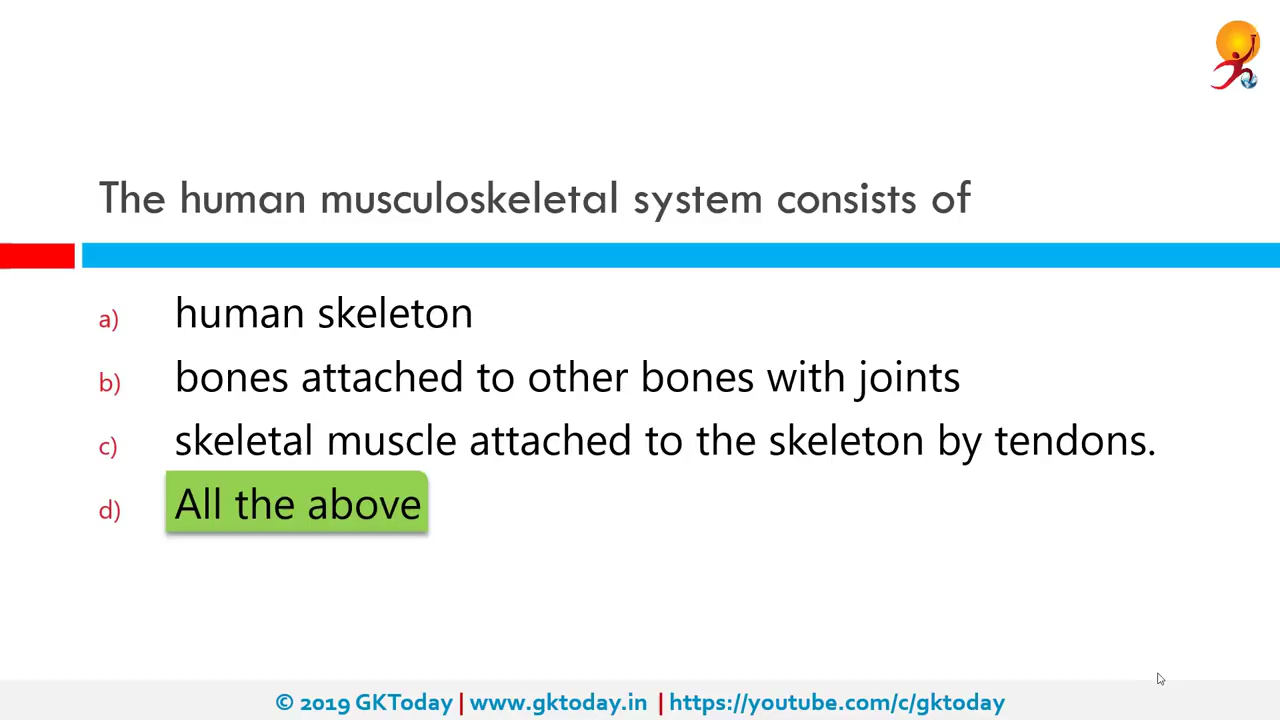 The human musculoskeletal system consists of
a) human skeleton
b) bones attached to other bones with joints
c) skeletal muscle attached to the skeleton by tendons.
d) All the above
© 2019 GKToday | www.gktoday.in | https://youtube.com/c/gktoday